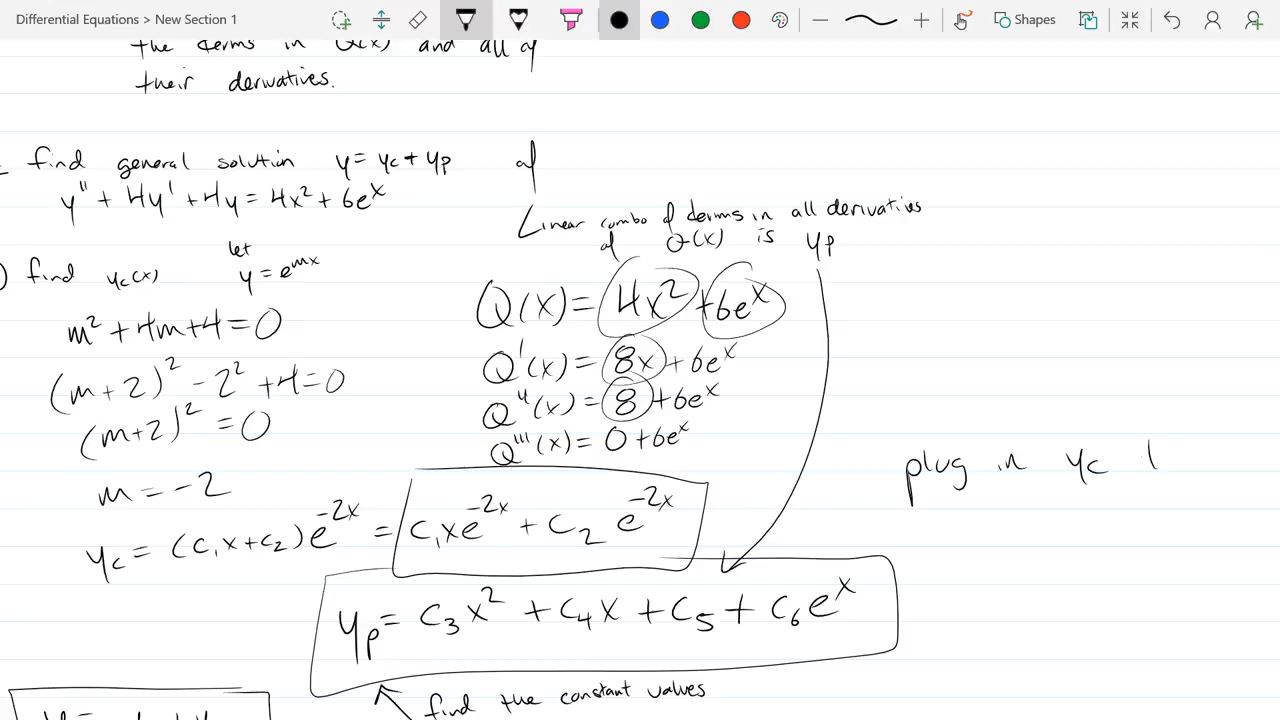 Differential Equations > New Section 1
Shapes
the terms in Q(x) and all of
their derivatives.
find general solution y = yc + yp of
y'' + 4y' + 4y = 4x² + 6eˣ
Linear combo of terms in all derivatives
of Q(x) is yp
) find yc(x) let
y = e^mx
m² + 4m + 4 = 0
(m+2)² - 2² + 4 = 0
(m+2)² = 0
m = -2
Q(x) = 4x² + 6eˣ
Q'(x) = 8x + 6eˣ
Q''(x) = 8 + 6eˣ
Q'''(x) = 0 + 6eˣ
plug in yc
yc = (c₁x + c₂)e^-2x = c₁xe^-2x + c₂ e^-2x
yp = c₃x² + c₄x + c₅ + c₆eˣ
find the constant values